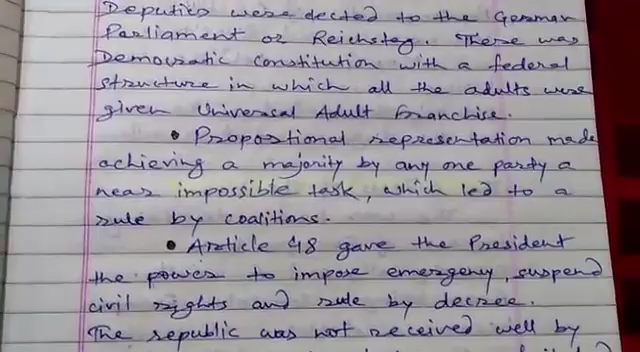 Deputies were elected to the German
Parliament or Reichstag. There was
Democratic constitution with a federal
structure in which all the adults were
given Universal Adult Franchise.
• Proportional representation made
achieving a majority by any one party a
near impossible task, which led to a
rule by coalitions.
• Article 48 gave the President
the power to impose emergency, suspend
civil rights and rule by decree.
The republic was not received well by